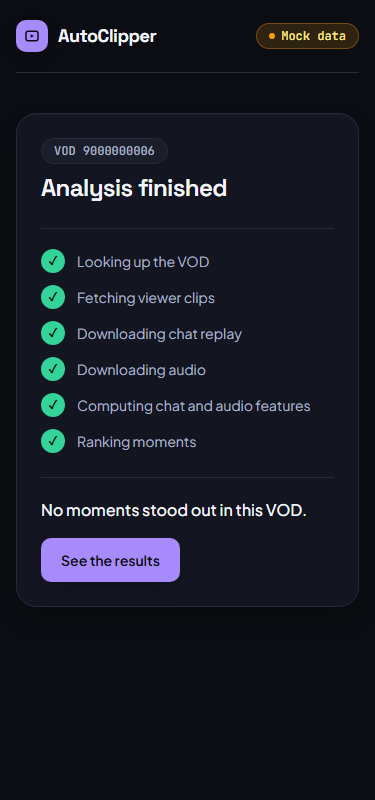 AutoClipper
Mock data
VOD 9000000006
Analysis finished
Looking up the VOD
Fetching viewer clips
Downloading chat replay
Downloading audio
Computing chat and audio features
Ranking moments
No moments stood out in this VOD.
See the results